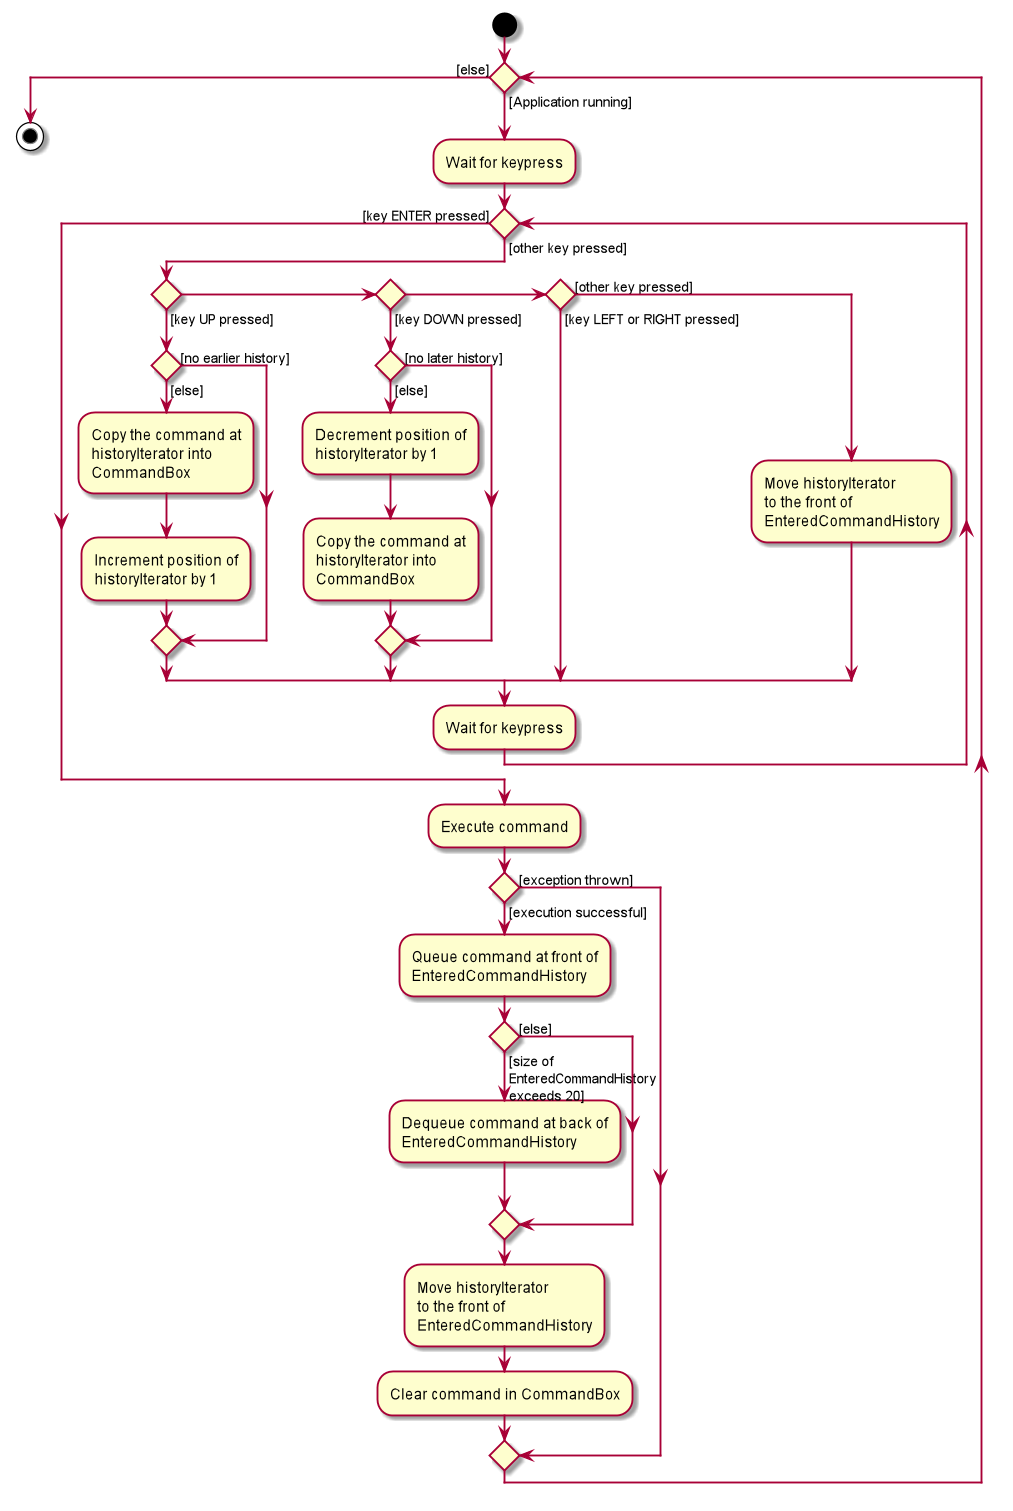 [else]
[Application running]
Wait for keypress
[key ENTER pressed]
[other key pressed]
[other key pressed]
[key UP pressed]
[key DOWN pressed]
[key LEFT or RIGHT pressed]
[no earlier history]
[no later history]
[else]
[else]
Copy the command at
historyIterator into
CommandBox
Decrement position of
historyIterator by 1
Move historyIterator
to the front of
EnteredCommandHistory
Increment position of
historyIterator by 1
Copy the command at
historyIterator into
CommandBox
Wait for keypress
Execute command
[exception thrown]
[execution successful]
Queue command at front of
EnteredCommandHistory
[else]
[size of
EnteredCommandHistory
exceeds 20]
Dequeue command at back of
EnteredCommandHistory
Move historyIterator
to the front of
EnteredCommandHistory
Clear command in CommandBox